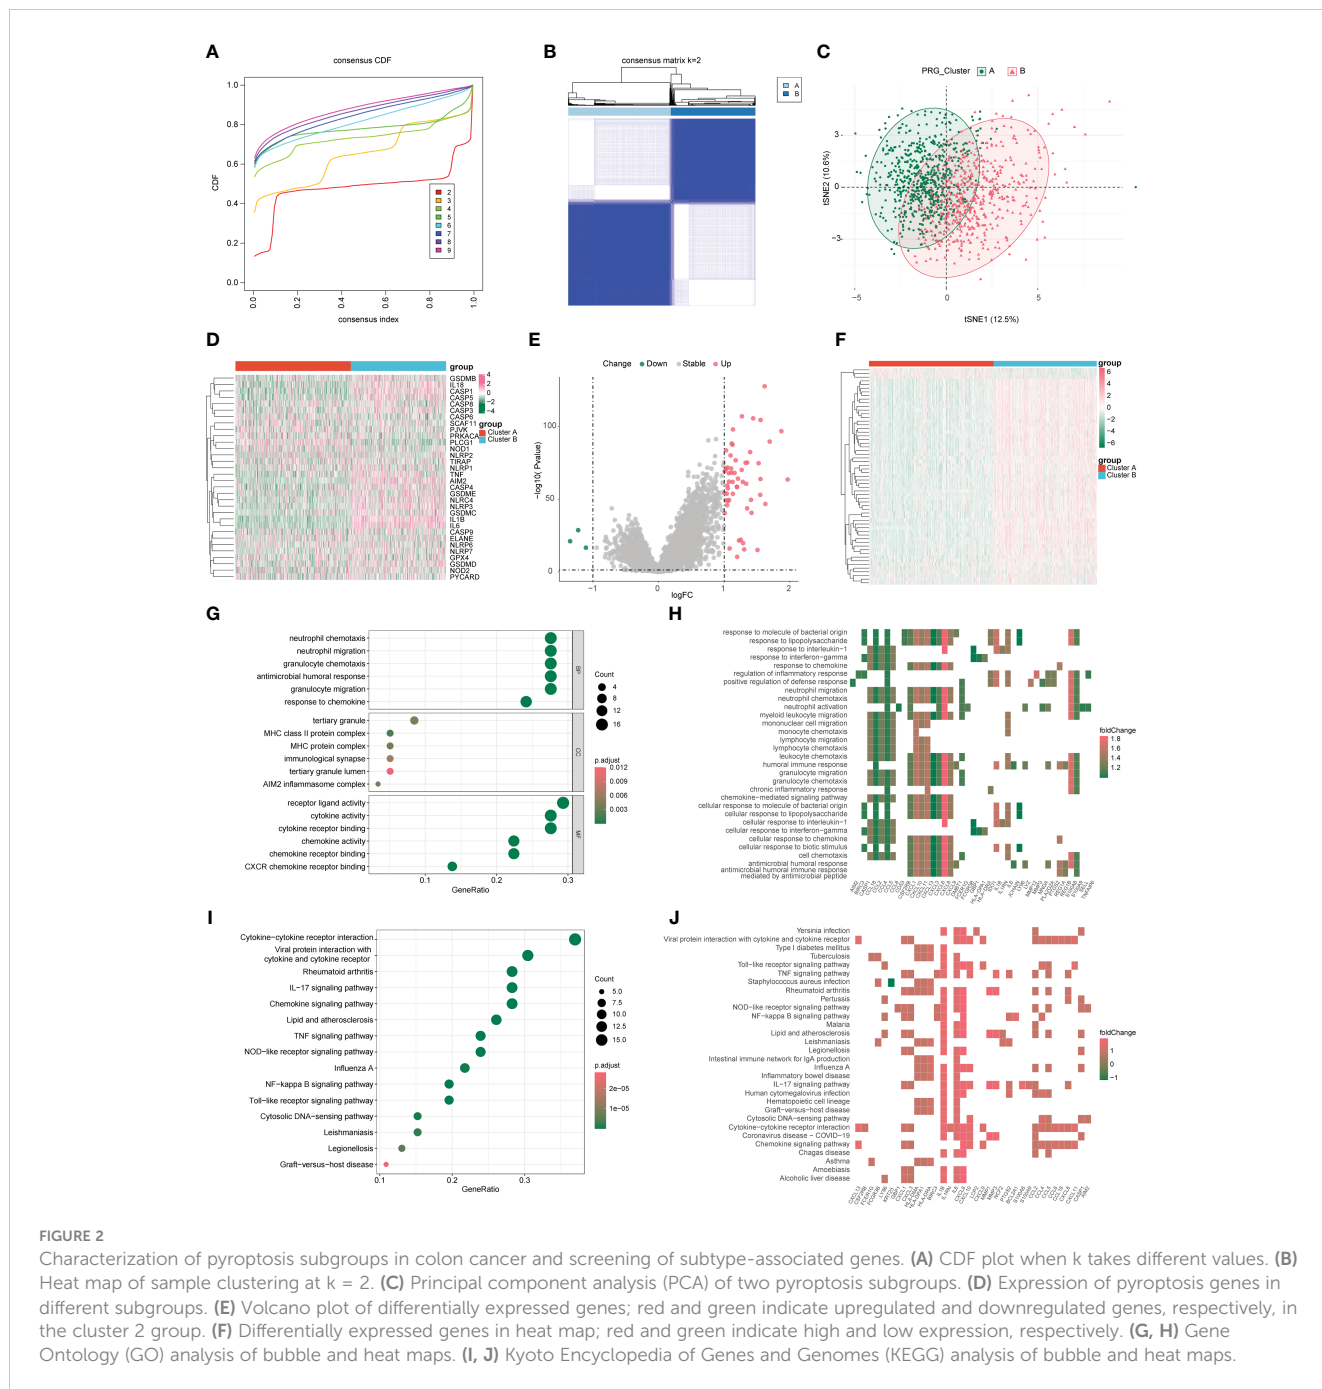 A
consensus CDF
CDF
1.0
0.8
0.6
0.4
0.2
0.0
0.0
0.2
0.4
0.6
0.8
1.0
consensus index
2
3
4
5
6
7
8
9
B
consensus matrix k=2
A
B
C
PRG_Cluster A B
tSNE2 (10.6%)
3
0
−3
−5
0
5
tSNE1 (12.5%)
D
group
GSDMB
IL18
CASP1
CASP5
CASP8
CASP3
CASP6
SCAF11
PJVK
PRKACA
PLCG1
NOD1
NLRP2
TIRAP
NLRP1
TNF
AIM2
CASP4
GSDME
NLRC4
NLRP3
GSDMC
IL1B
IL6
CASP9
ELANE
NLRP6
NLRP7
GPX4
GSDMD
NOD2
PYCARD
4
2
0
−2
−4
group
Cluster A
Cluster B
E
Change Down Stable Up
−log10( Pvalue)
100
50
0
−1
0
1
2
logFC
F
group
6
4
2
0
−2
−4
−6
group
Cluster A
Cluster B
G
neutrophil chemotaxis
neutrophil migration
granulocyte chemotaxis
antimicrobial humoral response
granulocyte migration
response to chemokine
BP
tertiary granule
MHC class II protein complex
MHC protein complex
immunological synapse
tertiary granule lumen
AIM2 inflammasome complex
CC
receptor ligand activity
cytokine activity
cytokine receptor binding
chemokine activity
chemokine receptor binding
CXCR chemokine receptor binding
MF
0.1
0.2
0.3
GeneRatio
Count
4
8
12
16
p.adjust
0.012
0.009
0.006
0.003
H
response to molecule of bacterial origin
response to lipopolysaccharide
response to interleukin−1
response to interferon−gamma
response to chemokine
regulation of inflammatory response
positive regulation of defense response
neutrophil migration
neutrophil chemotaxis
neutrophil activation
myeloid leukocyte migration
mononuclear cell migration
monocyte chemotaxis
lymphocyte migration
lymphocyte chemotaxis
leukocyte chemotaxis
humoral immune response
granulocyte migration
granulocyte chemotaxis
chronic inflammatory response
chemokine−mediated signaling pathway
cellular response to molecule of bacterial origin
cellular response to lipopolysaccharide
cellular response to interleukin−1
cellular response to interferon−gamma
cellular response to chemokine
cellular response to biotic stimulus
cell chemotaxis
antimicrobial humoral response
antimicrobial humoral immune response
mediated by antimicrobial peptide
foldChange
1.8
1.6
1.4
1.2
I
Cytokine−cytokine receptor interaction
Viral protein interaction with
cytokine and cytokine receptor
Rheumatoid arthritis
IL−17 signaling pathway
Chemokine signaling pathway
Lipid and atherosclerosis
TNF signaling pathway
NOD−like receptor signaling pathway
Influenza A
NF−kappa B signaling pathway
Toll−like receptor signaling pathway
Cytosolic DNA−sensing pathway
Leishmaniasis
Legionellosis
Graft−versus−host disease
0.1
0.2
0.3
GeneRatio
Count
5.0
7.5
10.0
12.5
15.0
p.adjust
2e−05
1e−05
J
Yersinia infection
Viral protein interaction with cytokine and cytokine receptor
Type I diabetes mellitus
Tuberculosis
Toll−like receptor signaling pathway
TNF signaling pathway
Staphylococcus aureus infection
Rheumatoid arthritis
Pertussis
NOD−like receptor signaling pathway
NF−kappa B signaling pathway
Malaria
Lipid and atherosclerosis
Leishmaniasis
Legionellosis
Intestinal immune network for IgA production
Influenza A
Inflammatory bowel disease
IL−17 signaling pathway
Human cytomegalovirus infection
Hematopoietic cell lineage
Graft−versus−host disease
Cytosolic DNA−sensing pathway
Cytokine−cytokine receptor interaction
Coronavirus disease − COVID−19
Chemokine signaling pathway
Chagas disease
Asthma
Amoebiasis
Alcoholic liver disease
foldChange
1
0
−1
FIGURE 2
Characterization of pyroptosis subgroups in colon cancer and screening of subtype-associated genes. (A) CDF plot when k takes different values. (B)
Heat map of sample clustering at k = 2. (C) Principal component analysis (PCA) of two pyroptosis subgroups. (D) Expression of pyroptosis genes in
different subgroups. (E) Volcano plot of differentially expressed genes; red and green indicate upregulated and downregulated genes, respectively, in
the cluster 2 group. (F) Differentially expressed genes in heat map; red and green indicate high and low expression, respectively. (G, H) Gene
Ontology (GO) analysis of bubble and heat maps. (I, J) Kyoto Encyclopedia of Genes and Genomes (KEGG) analysis of bubble and heat maps.